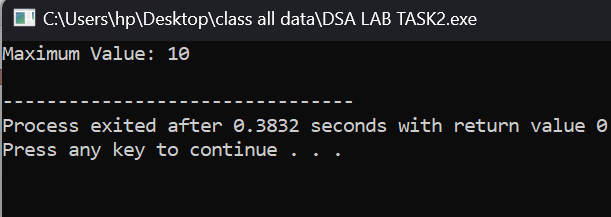 C:\Users\hp\Desktop\class all data\DSA LAB TASK2.exe
Maximum Value: 10
--------------------------------
Process exited after 0.3832 seconds with return value 0
Press any key to continue . . .